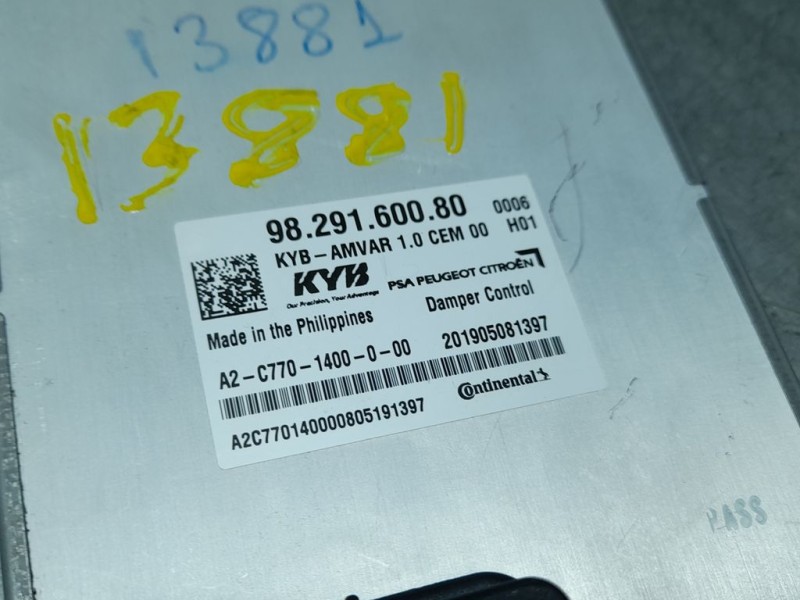 13881
13881
98.291.600.80 0006
KYB-AMVAR 1.0 CEM 00 H01
KYB PSA PEUGEOT CITROËN
Our Precision, Your Advantage
Made in the Philippines Damper Control
A2-C770-1400-0-00 201905081397
A2C770140000805191397 Continental
PASS